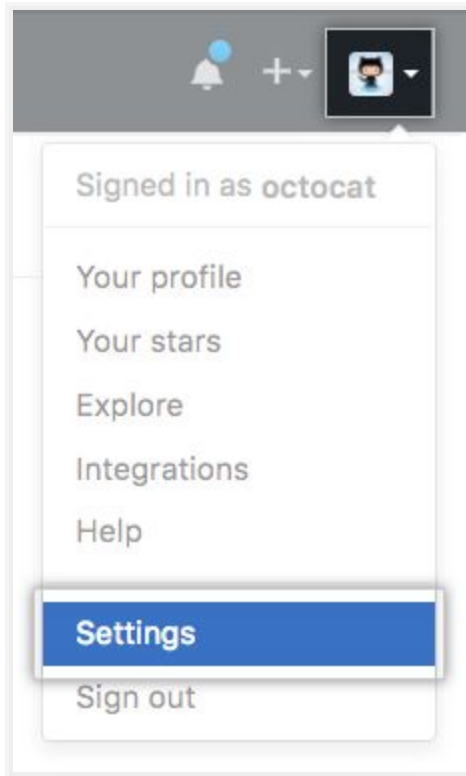 Signed in as octocat
Your profile
Your stars
Explore
Integrations
Help
Settings
Sign out